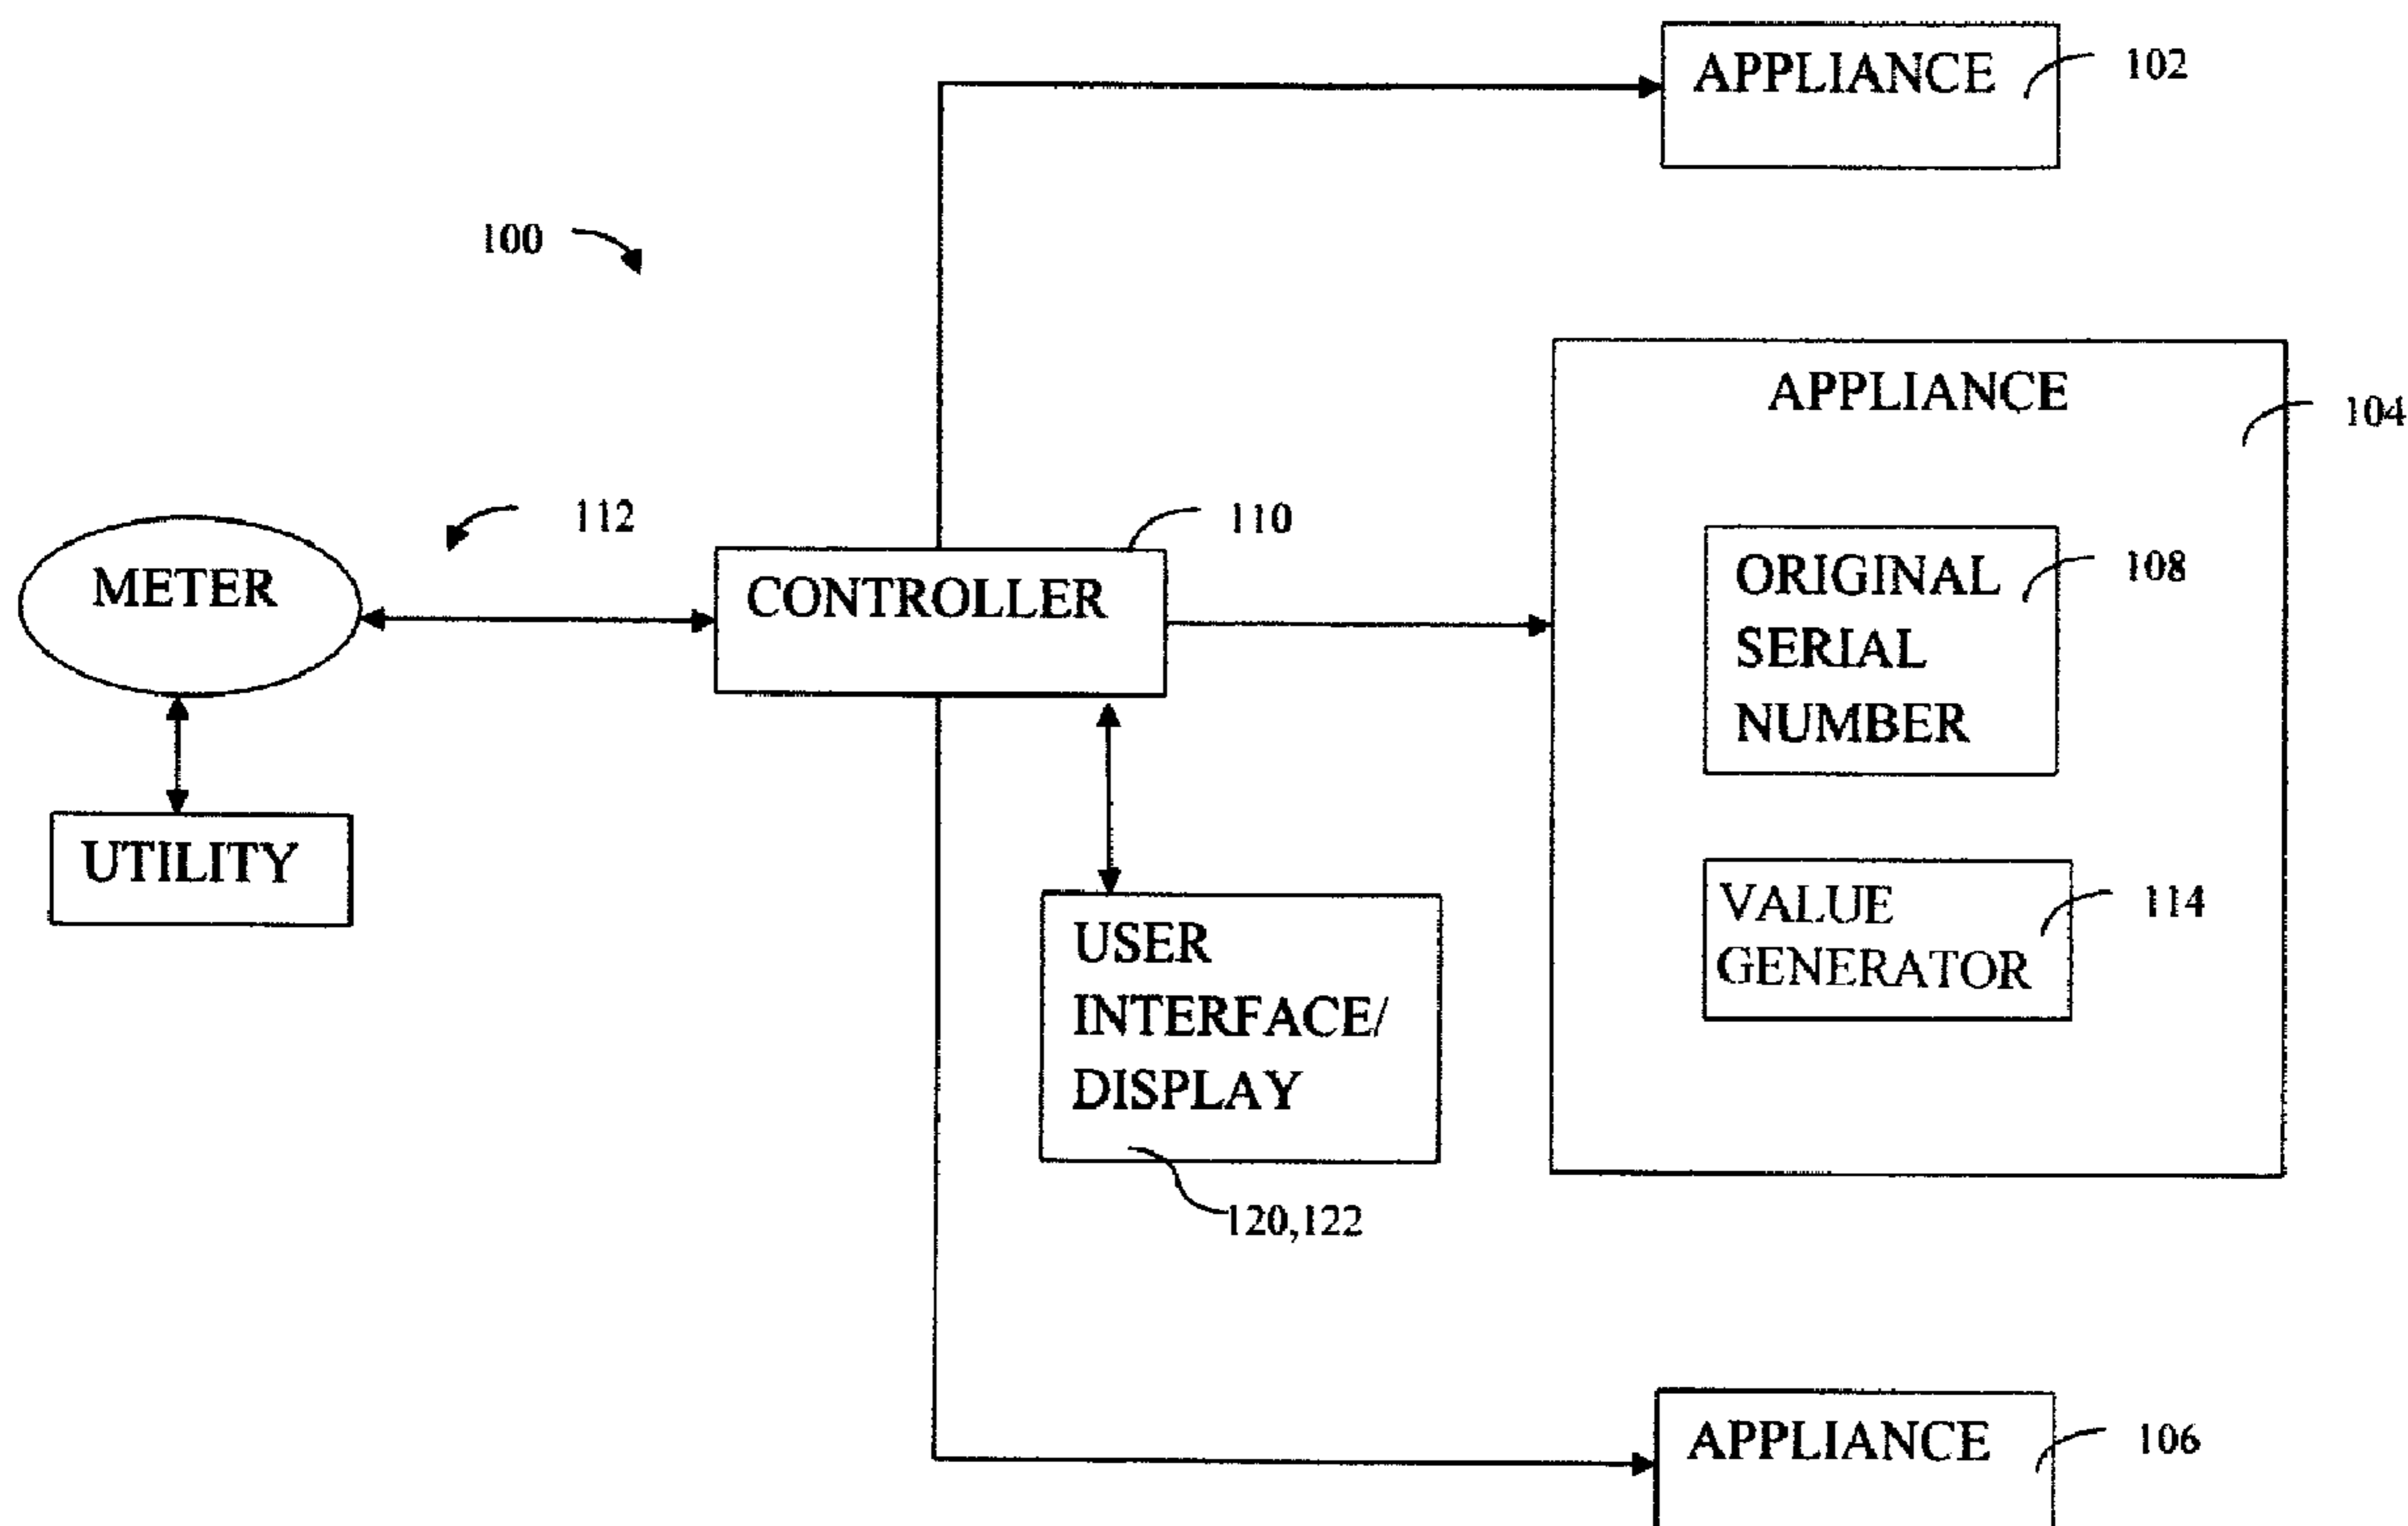 APPLIANCE
102
100
APPLIANCE
104
112
110
METER
CONTROLLER
ORIGINAL
SERIAL
NUMBER
108
UTILITY
USER
INTERFACE/
DISPLAY
120,122
VALUE
GENERATOR
114
APPLIANCE
106